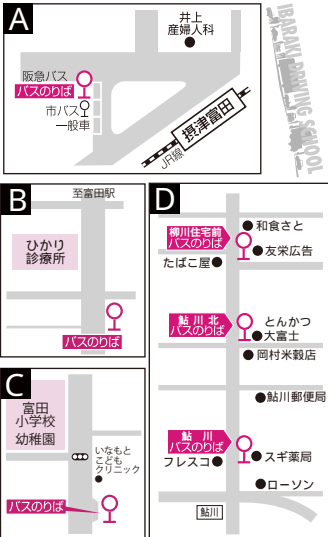 A
井上
産婦人科
阪急バス
バスのりば
市バス
一般車
摂津富田
JR線
IBARAKI DRIVING SCHOOL
B
至富田駅
ひかり
診療所
バスのりば
C
富田
小学校
幼稚園
いなもと
こども
クリニック
バスのりば
D
和食さと
柳川住宅前
バスのりば
友栄広告
たばこ屋
とんかつ
大富士
鮎川北
バスのりば
岡村米穀店
鮎川郵便局
鮎川
バスのりば
フレスコ
スギ薬局
ローソン
鮎川